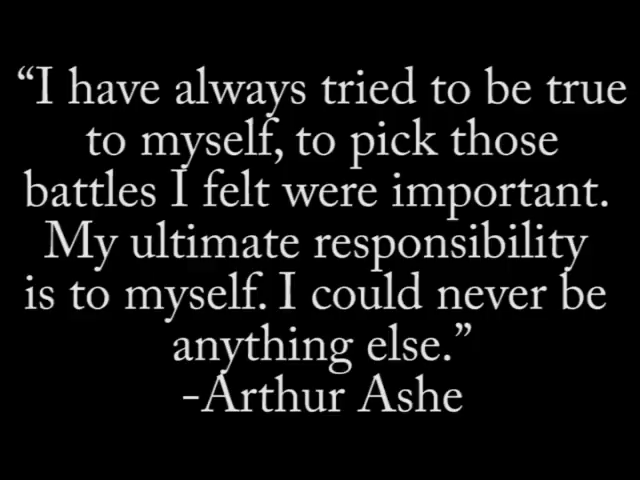 “I have always tried to be true
to myself, to pick those
battles I felt were important.
My ultimate responsibility
is to myself. I could never be
anything else.”
-Arthur Ashe